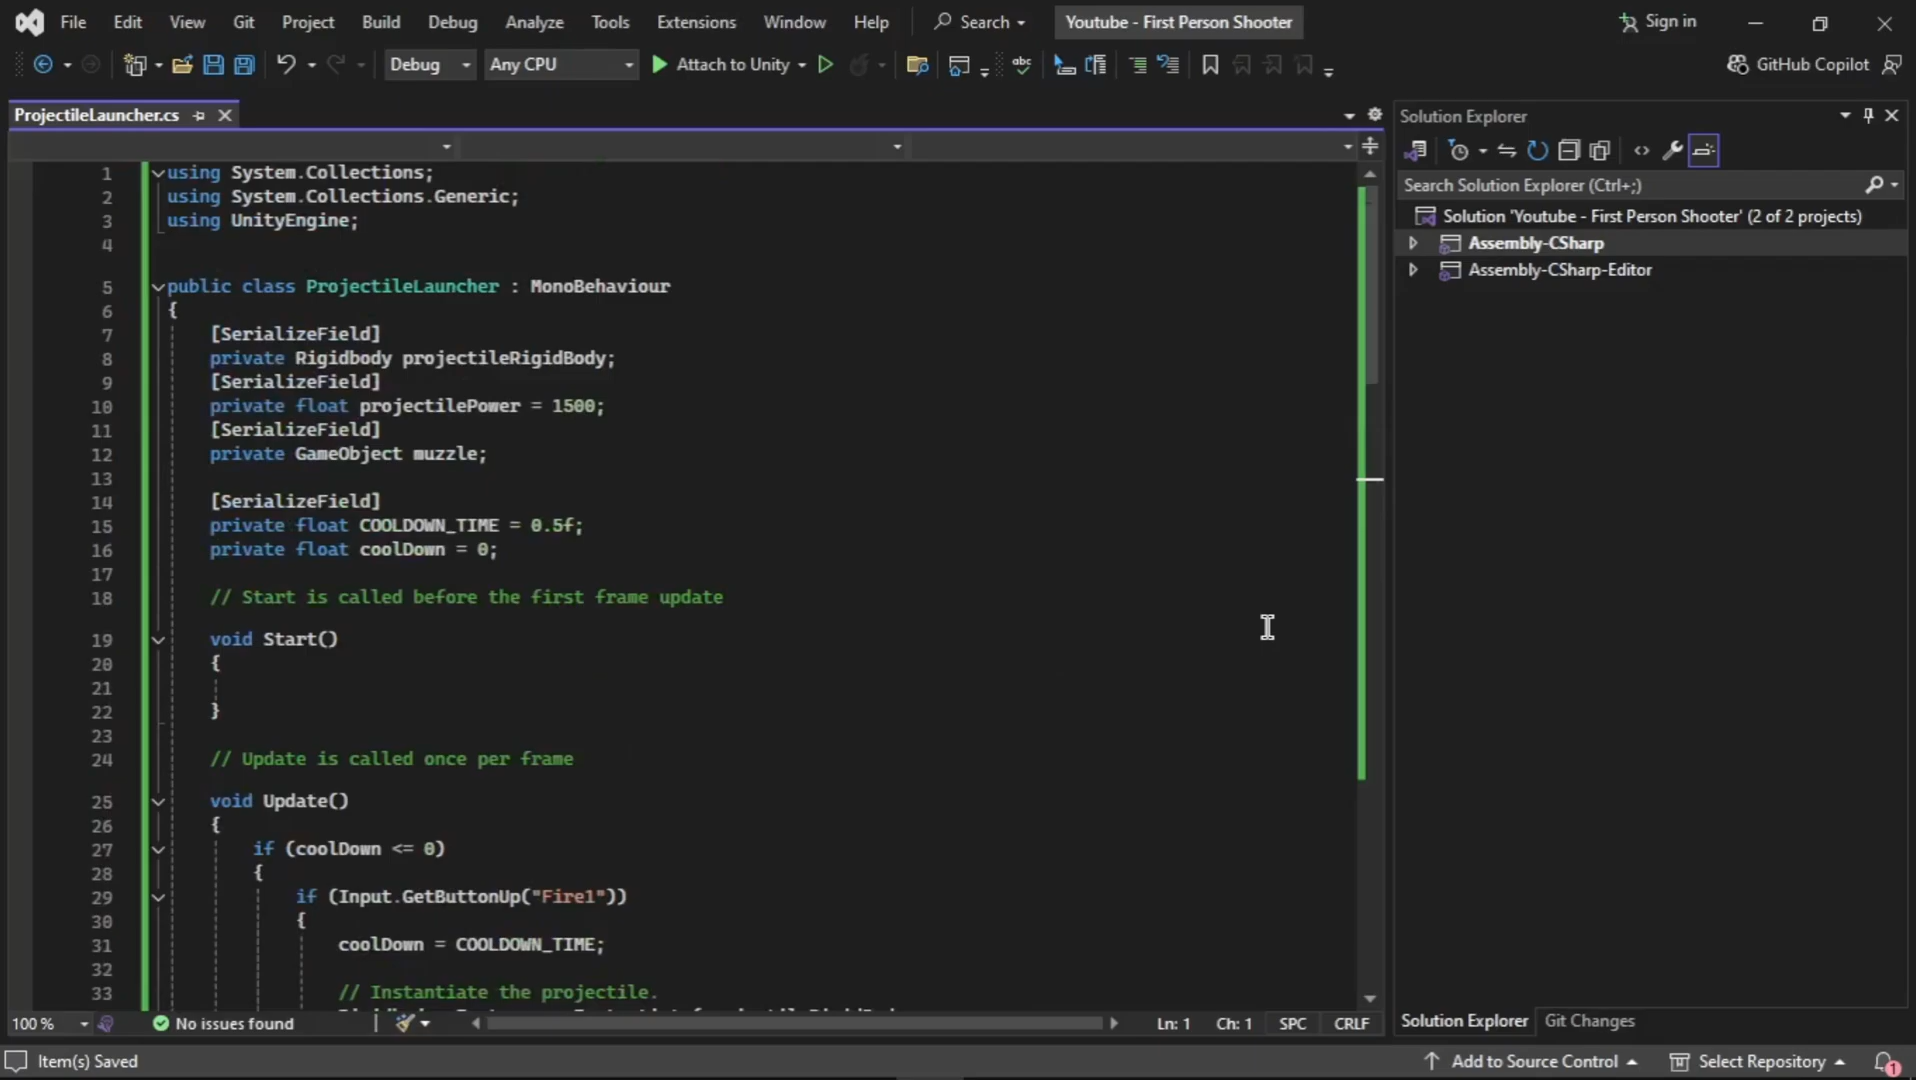 File Edit View Git Project Build Debug Analyze Tools Extensions Window Help Search Youtube - First Person Shooter Sign in
Debug Any CPU Attach to Unity abc GitHub Copilot
ProjectileLauncher.cs
Solution Explorer
Search Solution Explorer (Ctrl+;)
Solution 'Youtube - First Person Shooter' (2 of 2 projects)
Assembly-CSharp
Assembly-CSharp-Editor
1 using System.Collections;
2 using System.Collections.Generic;
3 using UnityEngine;
4
5 public class ProjectileLauncher : MonoBehaviour
6 {
7 [SerializeField]
8 private Rigidbody projectileRigidBody;
9 [SerializeField]
10 private float projectilePower = 1500;
11 [SerializeField]
12 private GameObject muzzle;
13
14 [SerializeField]
15 private float COOLDOWN_TIME = 0.5f;
16 private float coolDown = 0;
17
18 // Start is called before the first frame update
19 void Start()
20 {
21
22 }
23
24 // Update is called once per frame
25 void Update()
26 {
27 if (coolDown <= 0)
28 {
29 if (Input.GetButtonUp("Fire1"))
30 {
31 coolDown = COOLDOWN_TIME;
32
33 // Instantiate the projectile.
100 % No issues found Ln: 1 Ch: 1 SPC CRLF
Solution Explorer Git Changes
Item(s) Saved Add to Source Control Select Repository 1